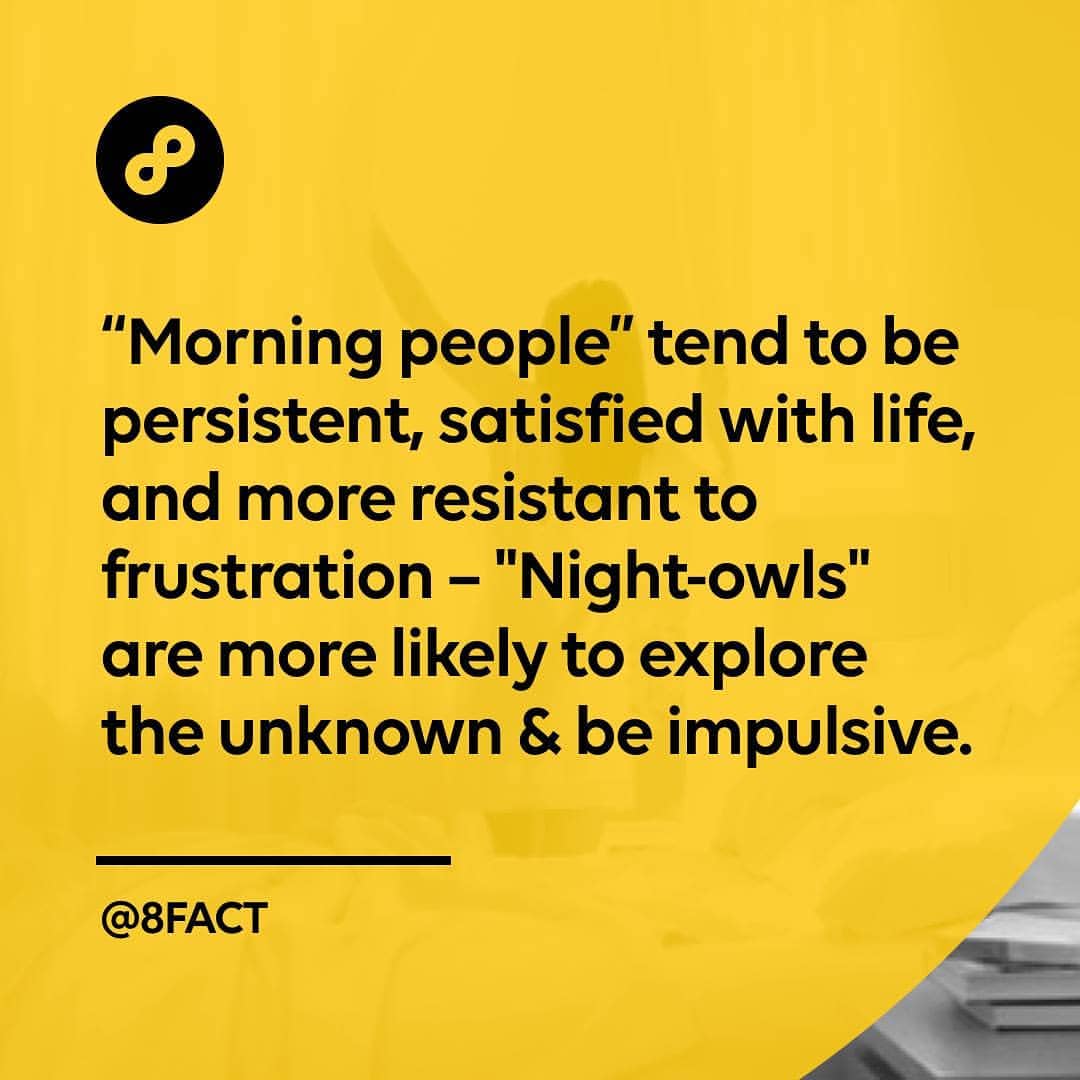 “Morning people” tend to be
persistent, satisfied with life,
and more resistant to
frustration – "Night-owls"
are more likely to explore
the unknown & be impulsive.
@8FACT